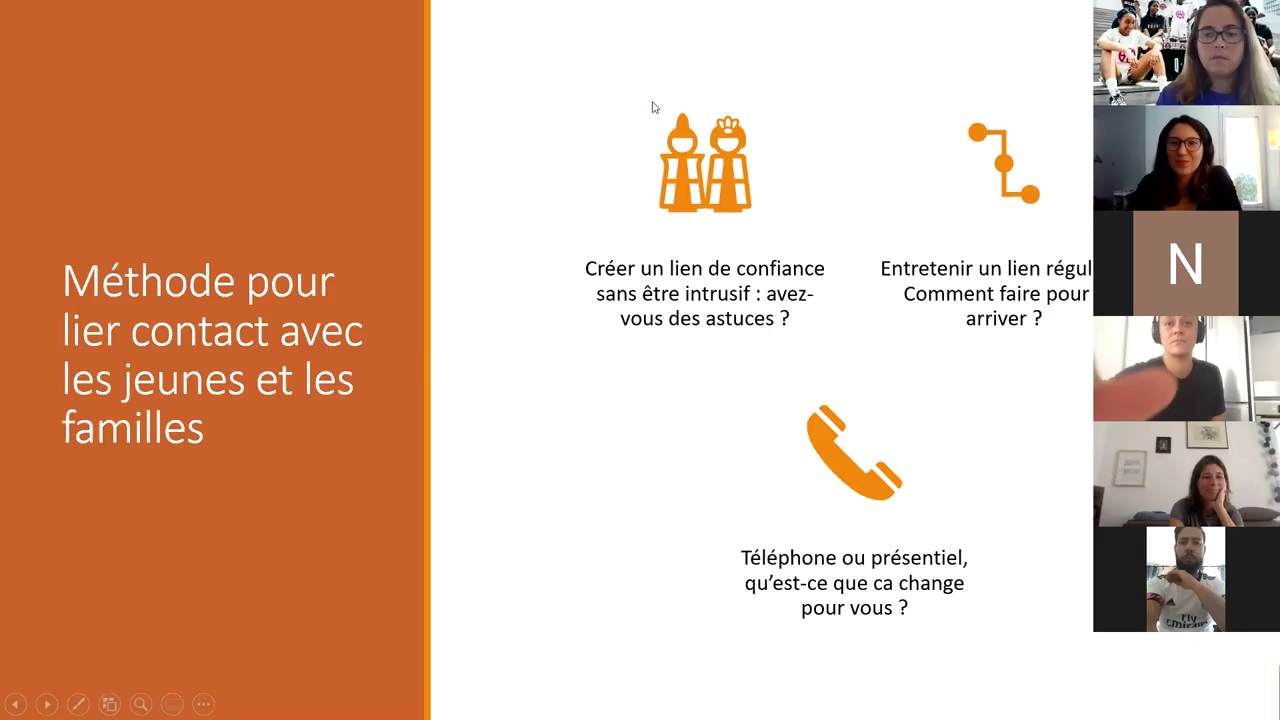 Méthode pour
lier contact avec
les jeunes et les
familles
Créer un lien de confiance
sans être intrusif : avez-
vous des astuces ?
Entretenir un lien régul
Comment faire pour
arriver ?
Téléphone ou présentiel,
qu’est-ce que ca change
pour vous ?
N
Fly
Emirates